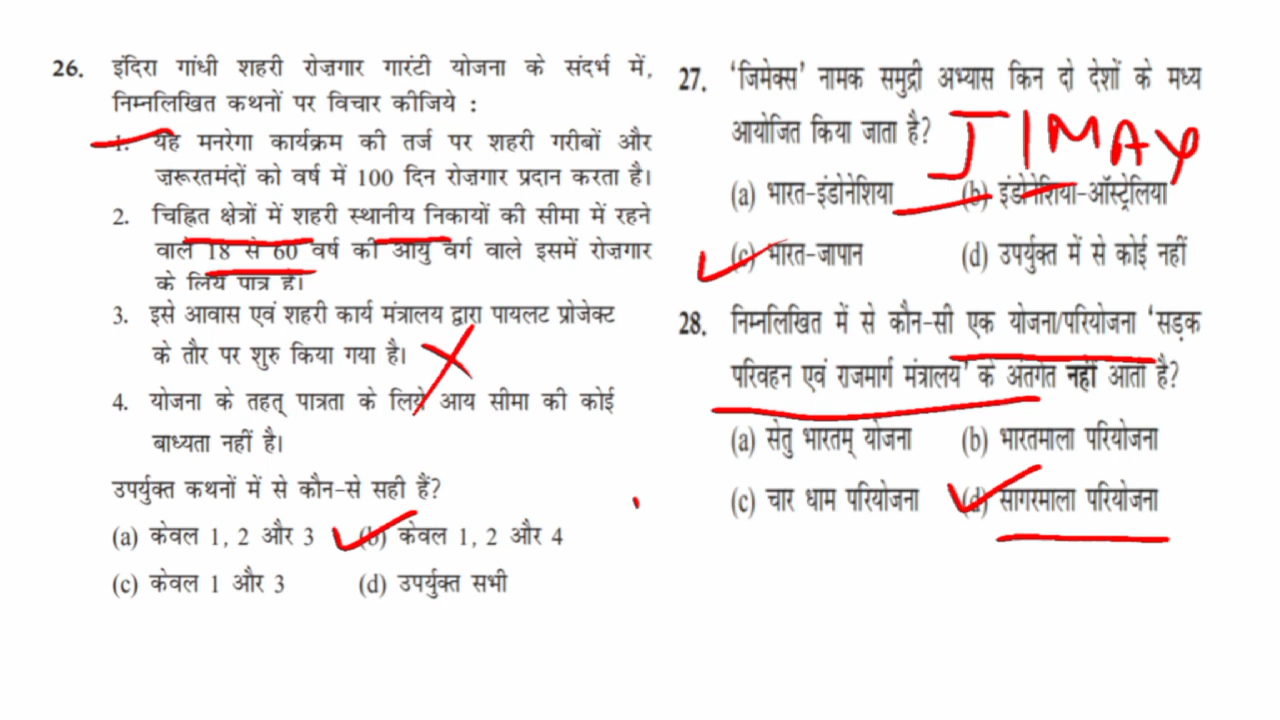 26. इंदिरा गांधी शहरी रोज़गार गारंटी योजना के संदर्भ में,
निम्नलिखित कथनों पर विचार कीजिये :
1. यह मनरेगा कार्यक्रम की तर्ज पर शहरी गरीबों और
ज़रूरतमंदों को वर्ष में 100 दिन रोज़गार प्रदान करता है।
2. चिह्नित क्षेत्रों में शहरी स्थानीय निकायों की सीमा में रहने
वाले 18 से 60 वर्ष की आयु वर्ग वाले इसमें रोज़गार
के लिये पात्र हैं।
3. इसे आवास एवं शहरी कार्य मंत्रालय द्वारा पायलट प्रोजेक्ट
के तौर पर शुरु किया गया है।
4. योजना के तहत् पात्रता के लिये आय सीमा की कोई
बाध्यता नहीं है।
उपर्युक्त कथनों में से कौन-से सही हैं?
(a) केवल 1, 2 और 3 (b) केवल 1, 2 और 4
(c) केवल 1 और 3 (d) उपर्युक्त सभी
27. 'जिमेक्स' नामक समुद्री अभ्यास किन दो देशों के मध्य
आयोजित किया जाता है?
JIMAY
(a) भारत-इंडोनेशिया (b) इंडोनेशिया-ऑस्ट्रेलिया
(c) भारत-जापान (d) उपर्युक्त में से कोई नहीं
28. निम्नलिखित में से कौन-सी एक योजना/परियोजना 'सड़क
परिवहन एवं राजमार्ग मंत्रालय' के अंतर्गत नहीं आता है?
(a) सेतु भारतम् योजना (b) भारतमाला परियोजना
(c) चार धाम परियोजना (d) सागरमाला परियोजना